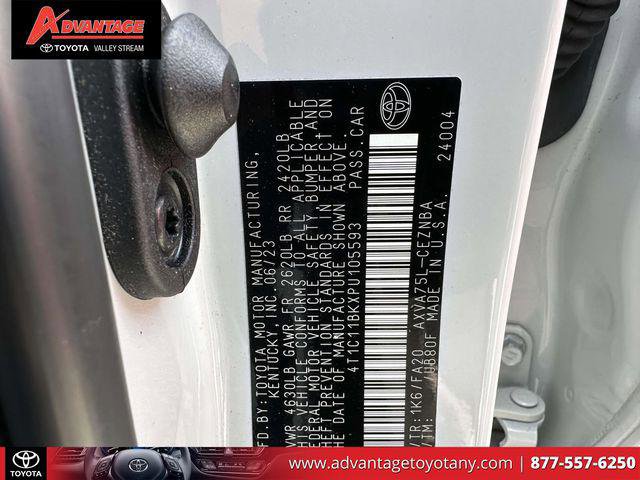 ADVANTAGE
TOYOTA VALLEY STREAM
MFD.BY:TOYOTA MOTOR MANUFACTURING,
KENTUCKY, INC. 06/23
GVWR 4630LB GAWR FR 2620LB RR 2420LB
THIS VEHICLE CONFORMS TO ALL APPLICABLE
FEDERAL MOTOR VEHICLE SAFETY, BUMPER, AND
THEFT PREVENTION STANDARDS IN EFFECT ON
THE DATE OF MANUFACTURE SHOWN ABOVE.
4T1C11BKXPU105593 PASS.CAR
C/TR:1K6/FA20 AXVA75L-CEZNBA
A/TM: /UB80F MADE IN U.S.A.
24004
TOYOTA
www.advantagetoyotany.com
877-557-6250